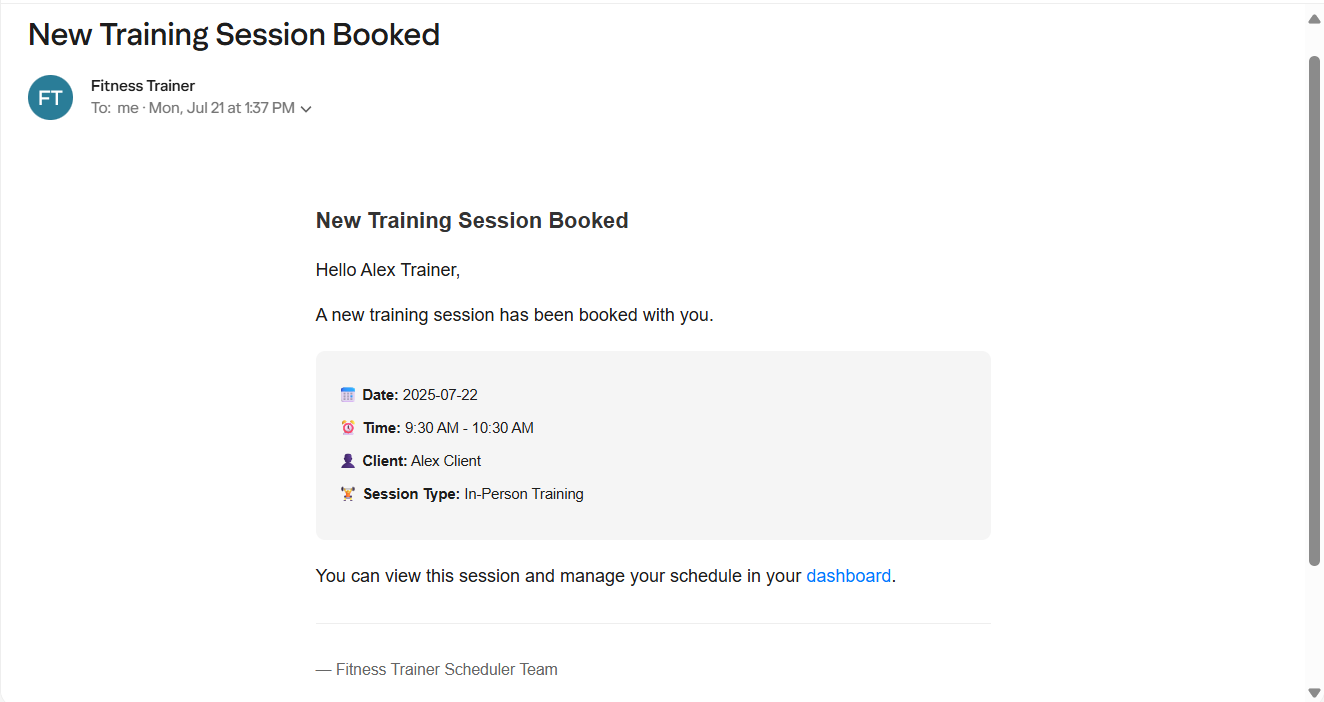 New Training Session Booked
FT
Fitness Trainer
To: me · Mon, Jul 21 at 1:37 PM
New Training Session Booked
Hello Alex Trainer,
A new training session has been booked with you.
Date: 2025-07-22
Time: 9:30 AM - 10:30 AM
Client: Alex Client
Session Type: In-Person Training
You can view this session and manage your schedule in your dashboard.
— Fitness Trainer Scheduler Team